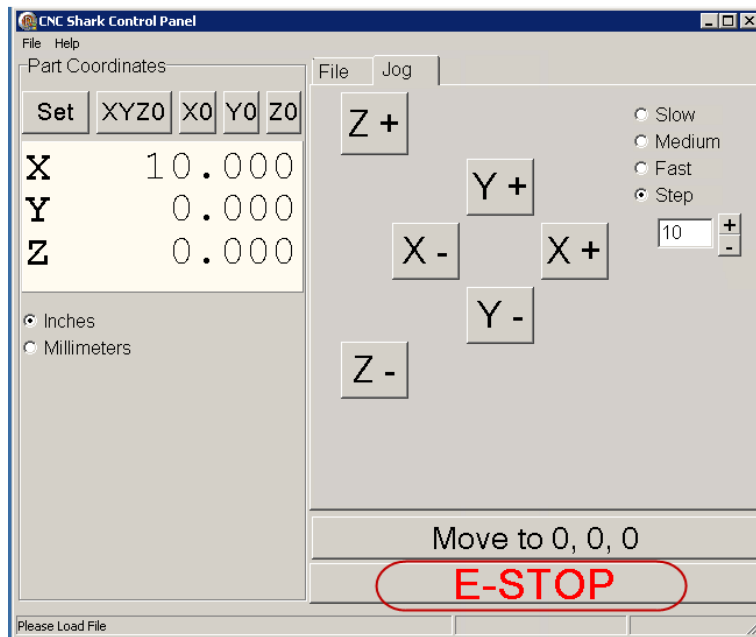 CNC Shark Control Panel
File Help
Part Coordinates
Set XYZ0 X0 Y0 Z0
X 10.000
Y 0.000
Z 0.000
Inches
Millimeters
File Jog
Z +
Y +
X - X +
Y -
Z -
Slow
Medium
Fast
Step
10 + -
Move to 0, 0, 0
E-STOP
Please Load File